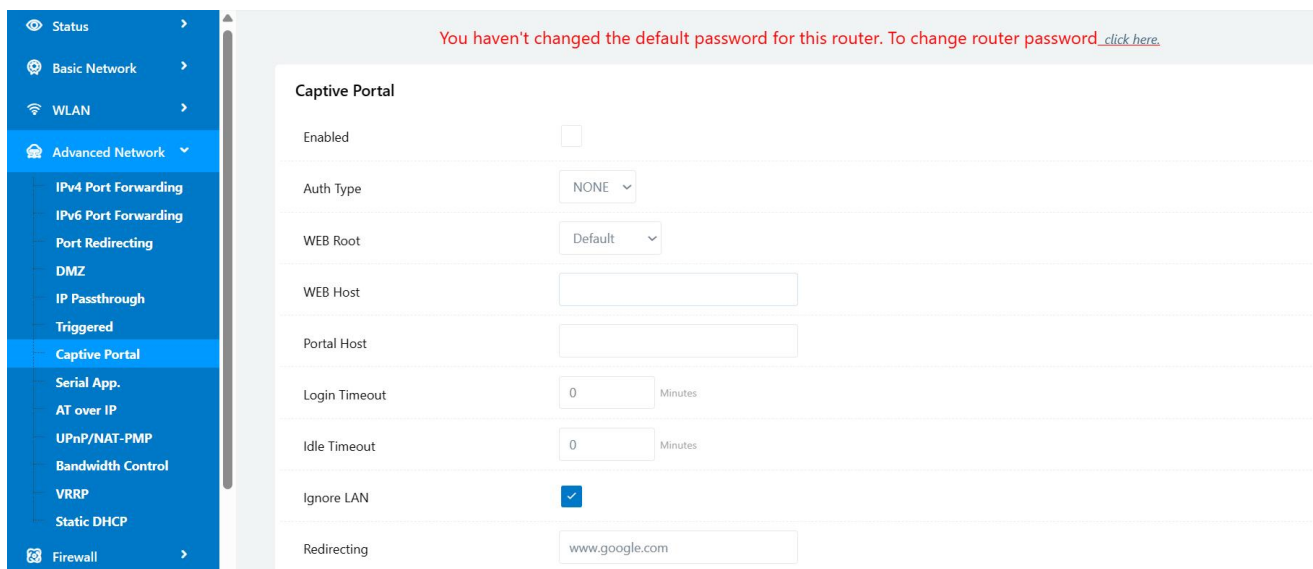 Status
Basic Network
WLAN
Advanced Network
IPv4 Port Forwarding
IPv6 Port Forwarding
Port Redirecting
DMZ
IP Passthrough
Triggered
Captive Portal
Serial App.
AT over IP
UPnP/NAT-PMP
Bandwidth Control
VRRP
Static DHCP
Firewall
You haven't changed the default password for this router. To change router password click here.
Captive Portal
Enabled
Auth Type NONE
WEB Root Default
WEB Host
Portal Host
Login Timeout 0 Minutes
Idle Timeout 0 Minutes
Ignore LAN
Redirecting www.google.com